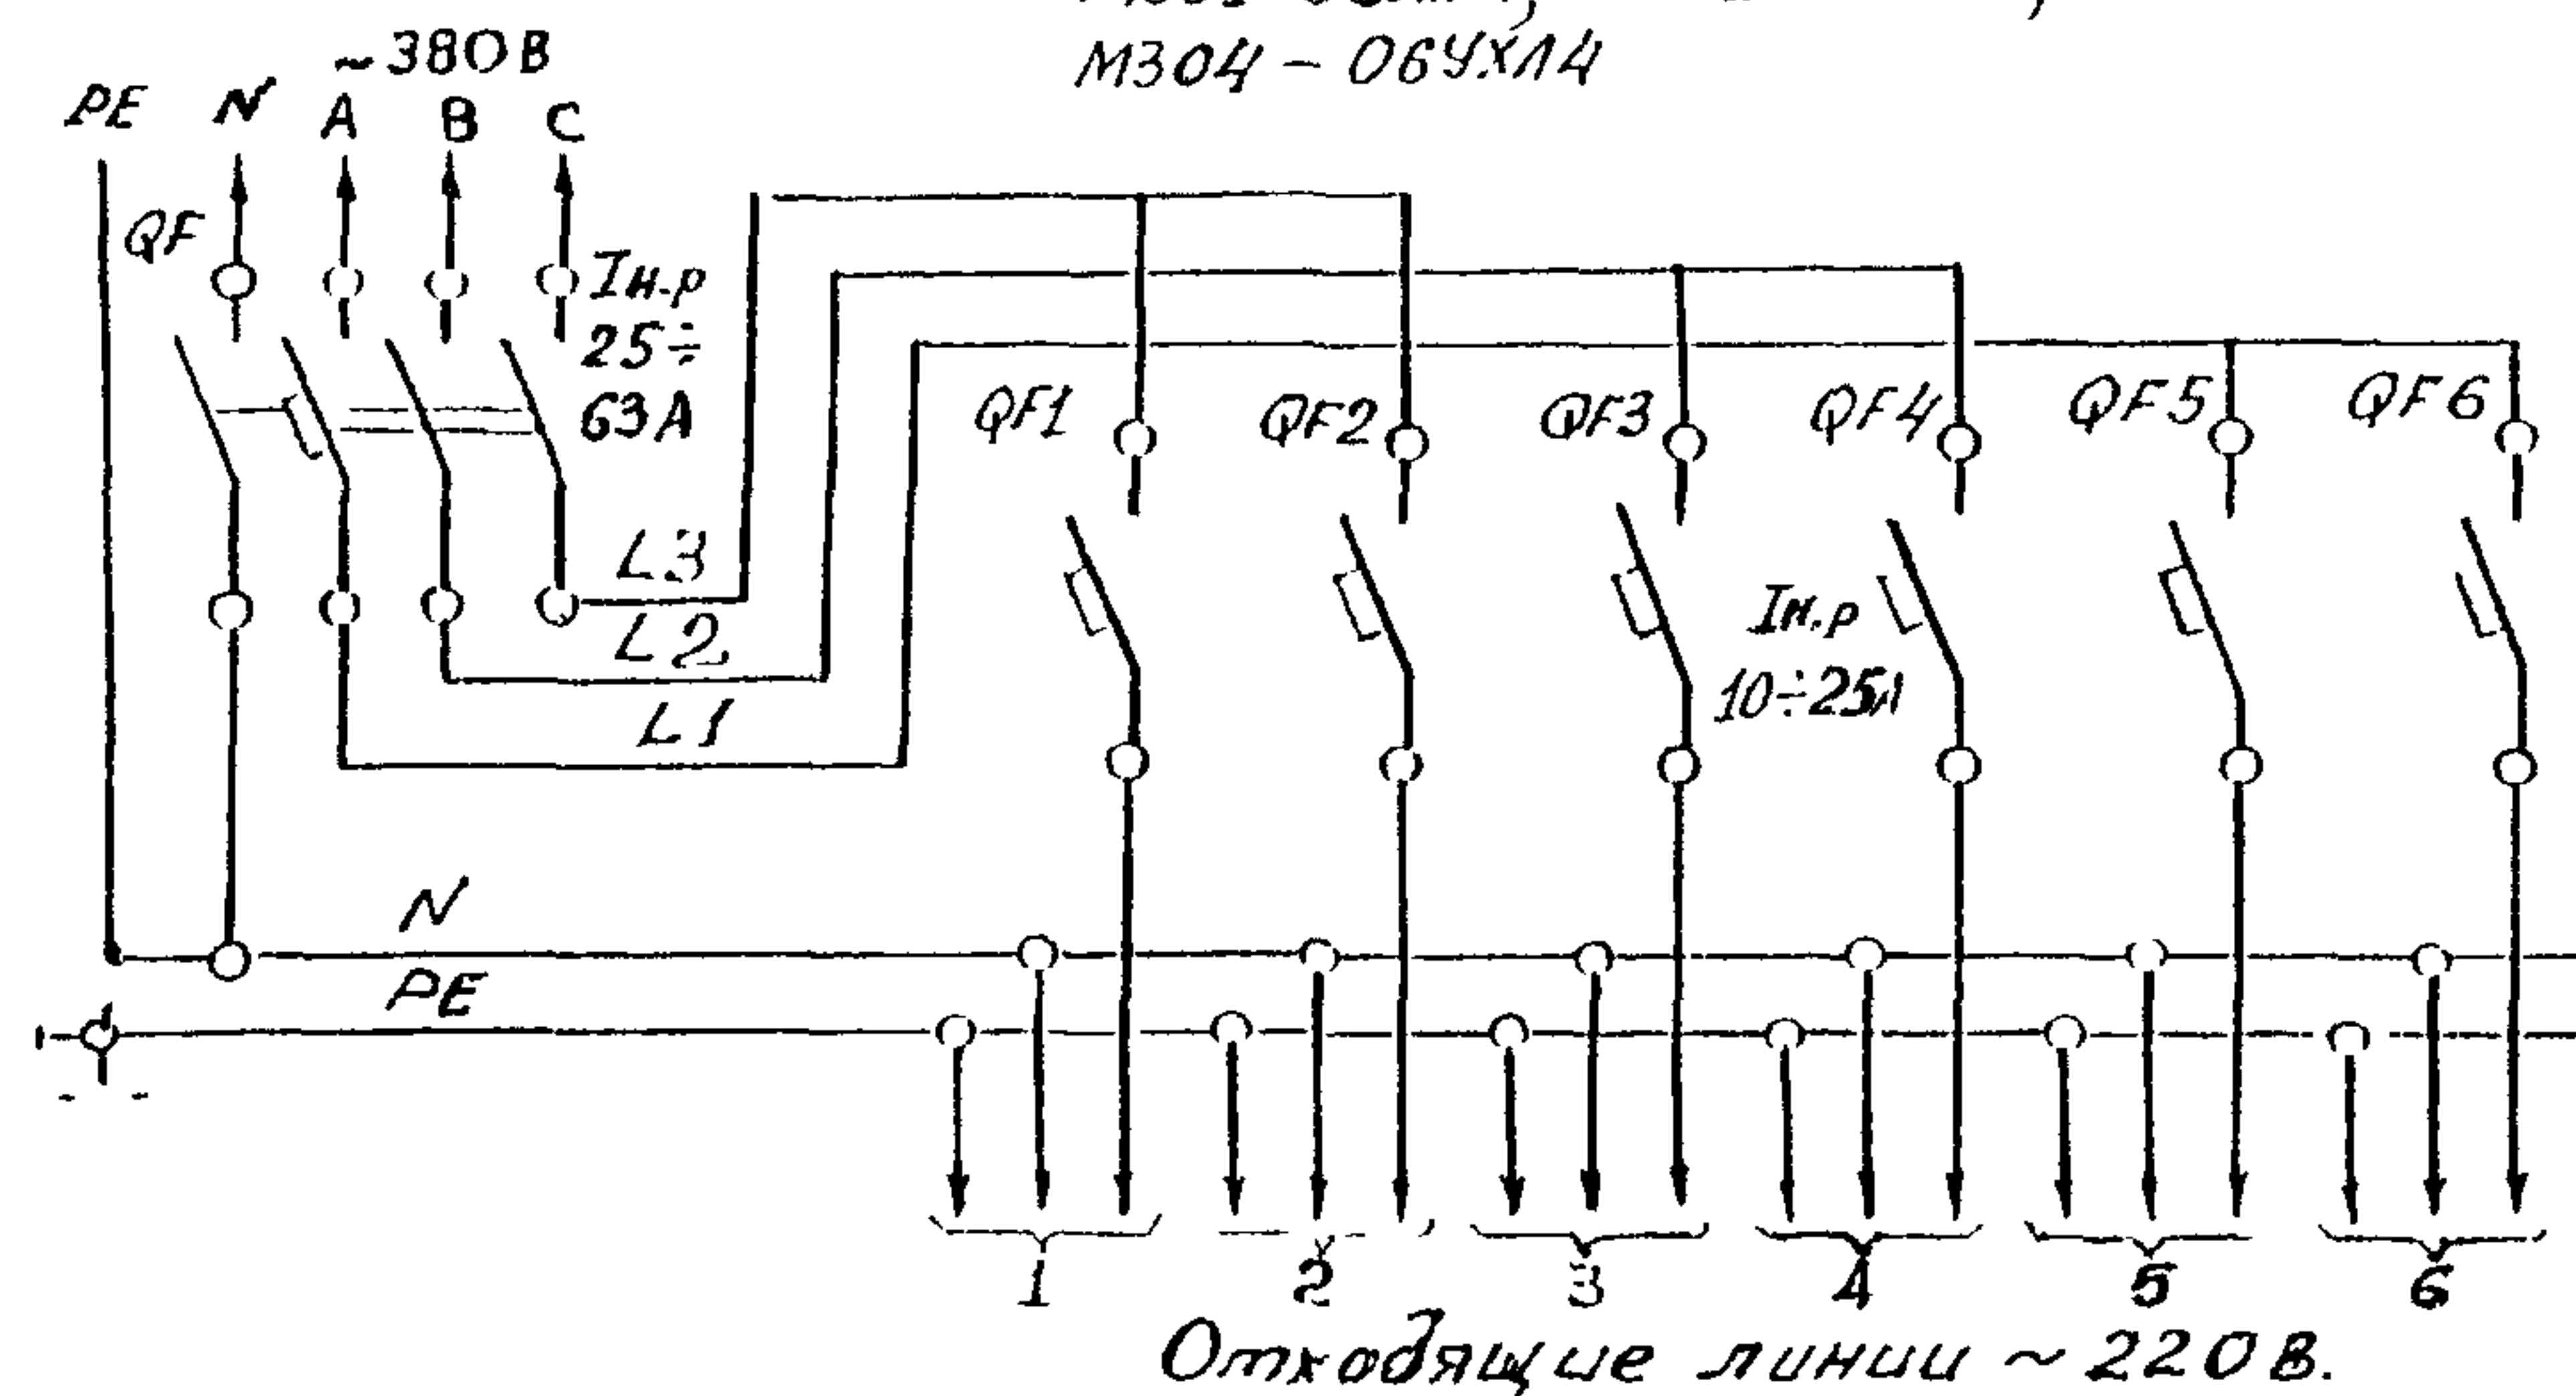 М304 - 06УХЛ4
~380В
PE N A B C
QF
Iн.р
25÷
63А
QF1 QF2 QF3 QF4 QF5 QF6
L3
L2
L1
Iн.р
10÷25А
N
PE
1 2 3 4 5 6
Отходящие линии ~ 220В.